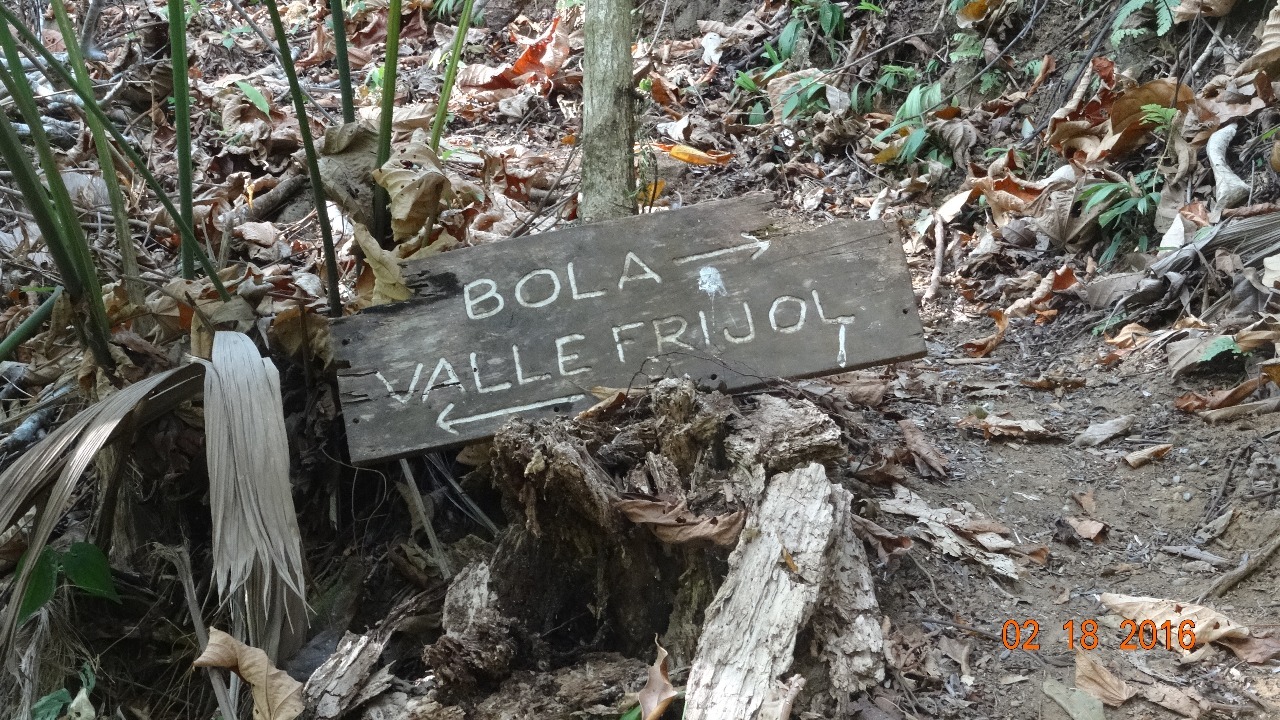 BOLA →
VALLE FRIJOL
←
02 18 2016